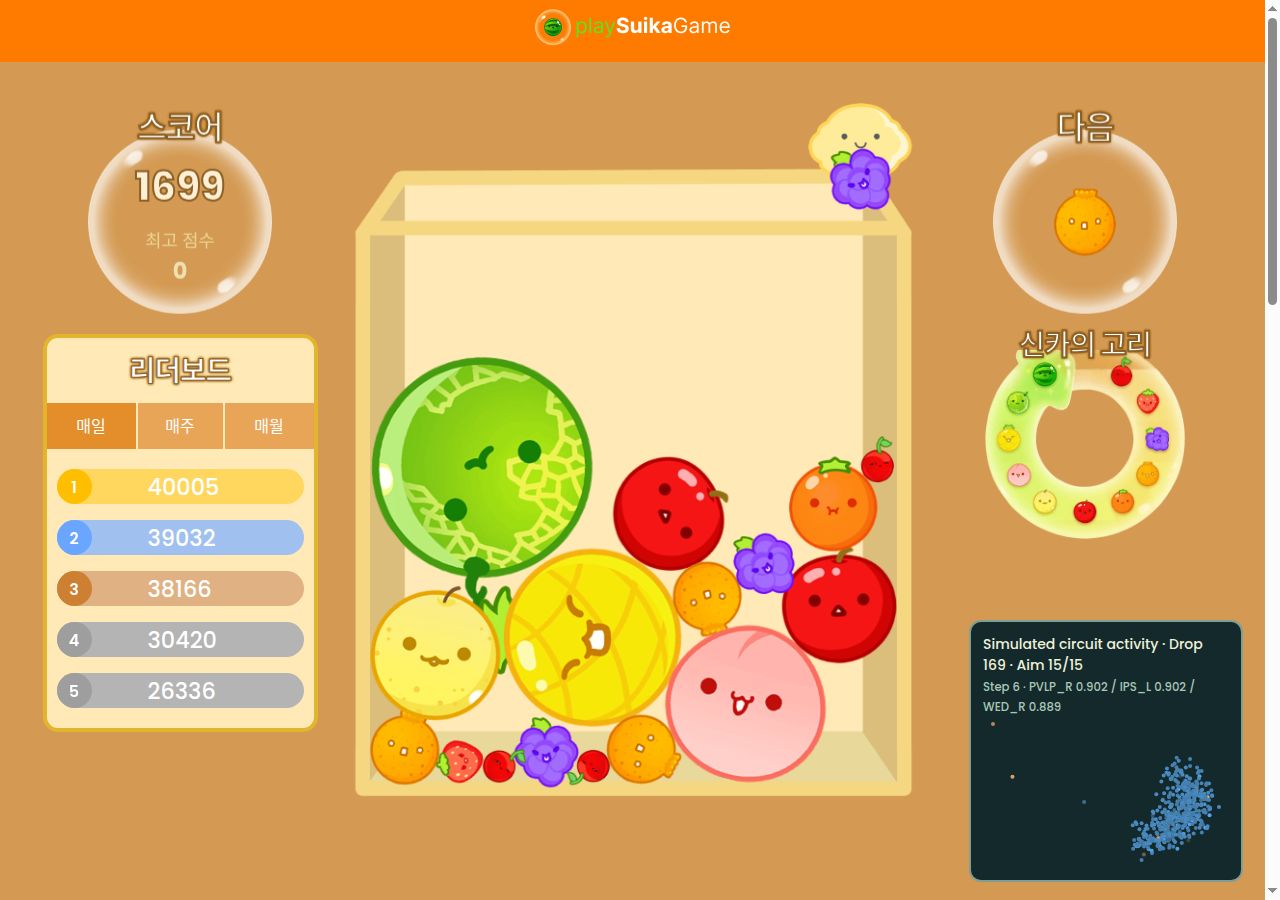 playSuikaGame
스코어
1699
최고 점수
0
다음
신카의 고리
리더보드
매일 매주 매월
1 40005
2 39032
3 38166
4 30420
5 26336
Simulated circuit activity · Drop
169 · Aim 15/15
Step 6 · PVLP_R 0.902 / IPS_L 0.902 /
WED_R 0.889